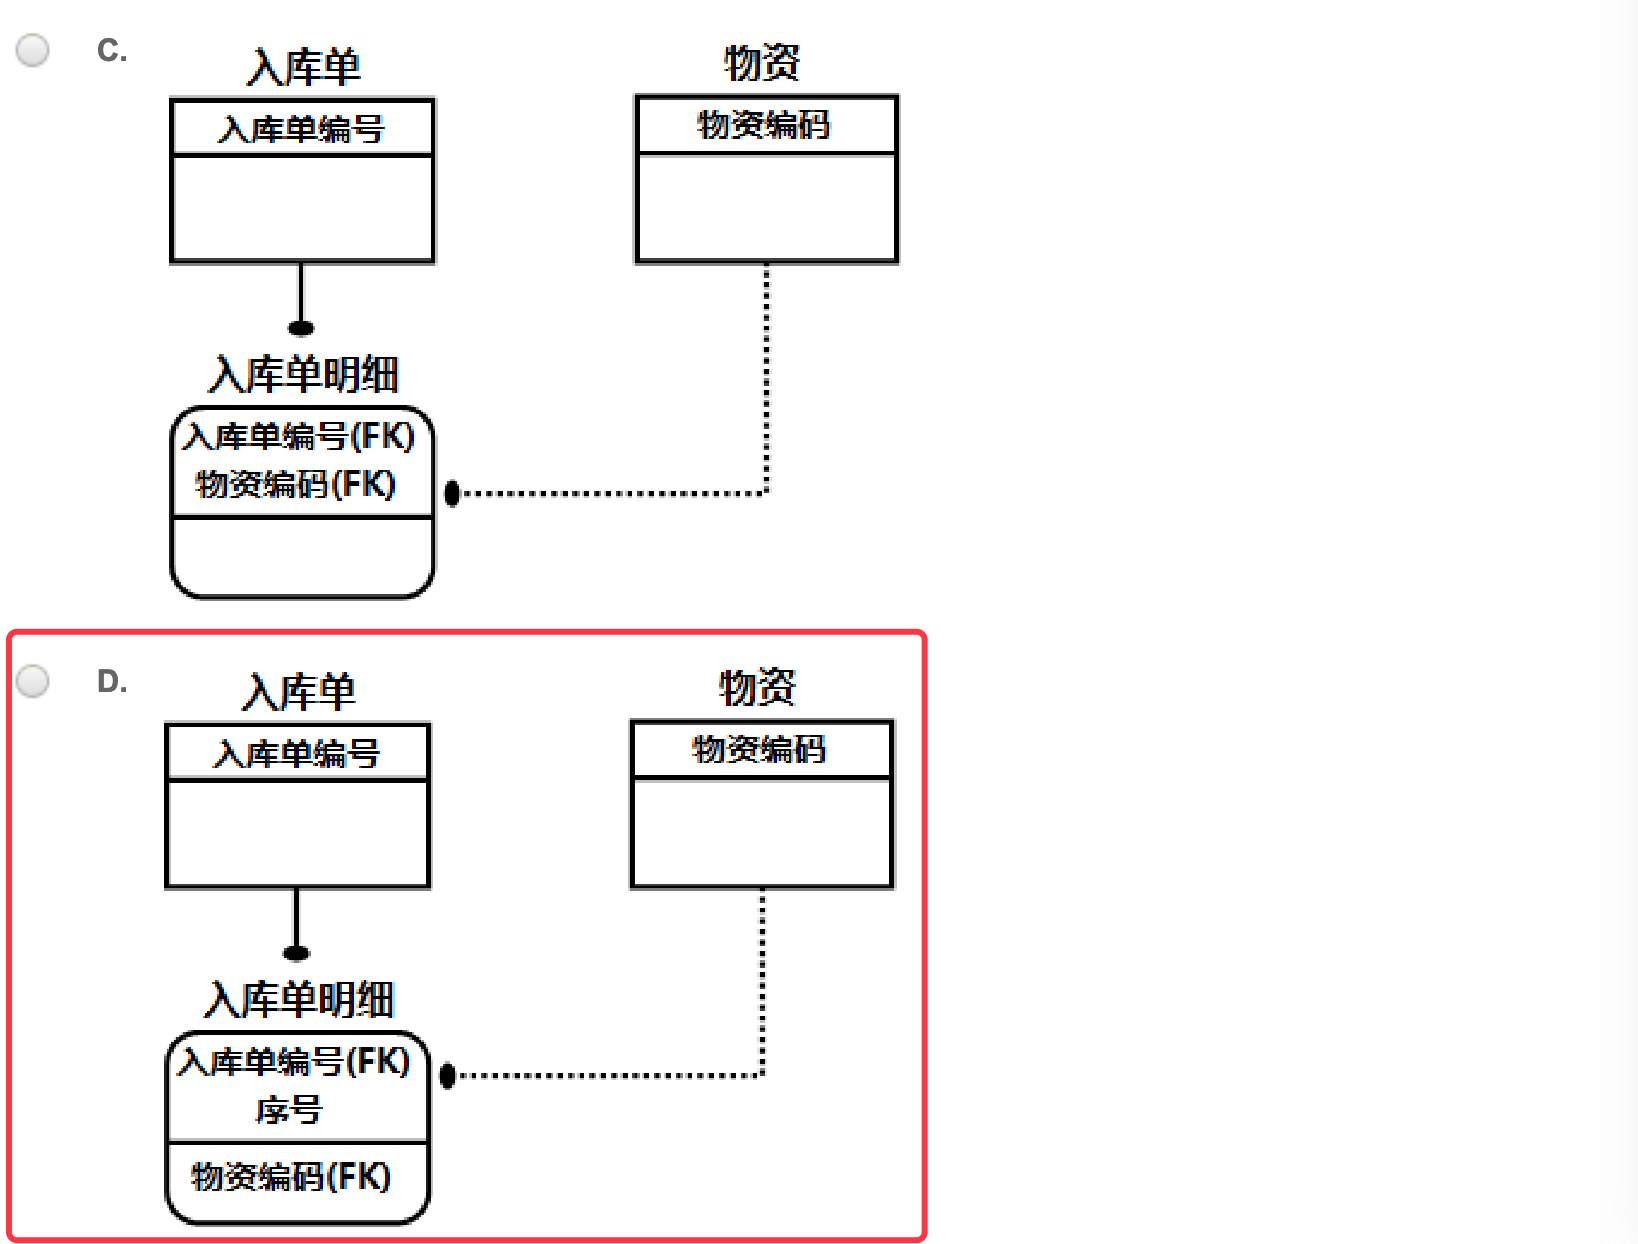 C.
入库单 物资
入库单编号 物资编码
入库单明细
入库单编号(FK)
物资编码(FK)
D.
入库单 物资
入库单编号 物资编码
入库单明细
入库单编号(FK)
序号
物资编码(FK)